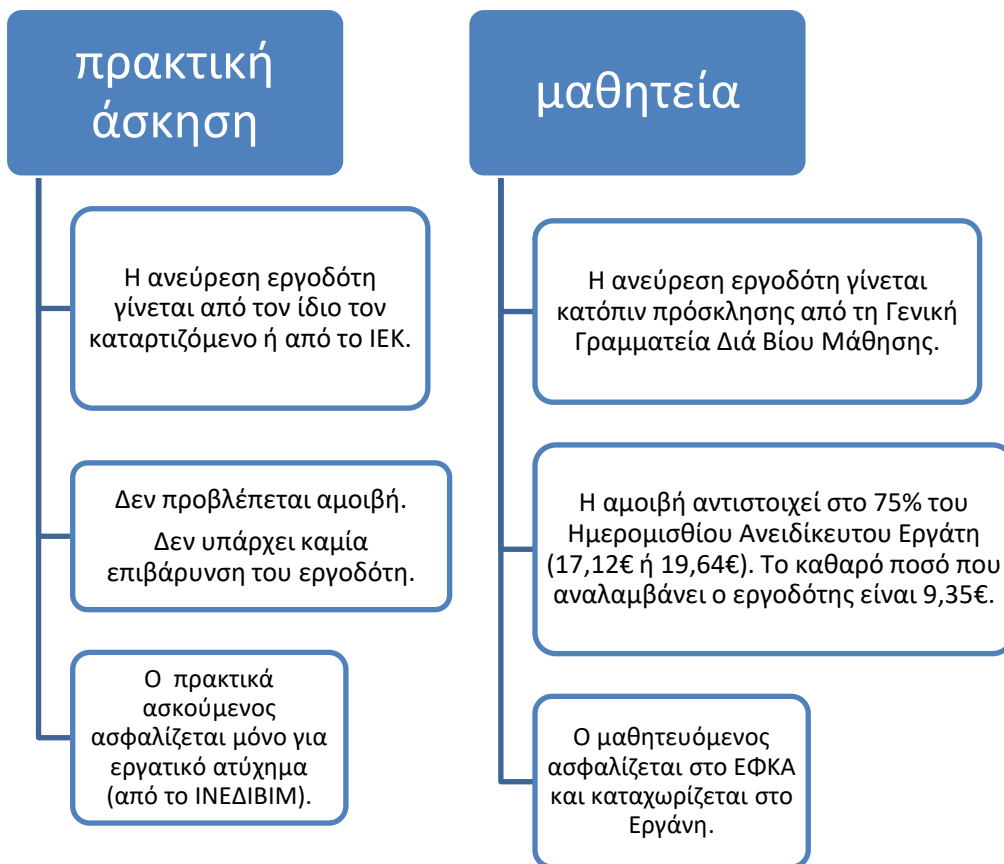 πρακτική
άσκηση
Η ανεύρεση εργοδότη
γίνεται από τον ίδιο τον
καταρτιζόμενο ή από το ΙΕΚ.
Δεν προβλέπεται αμοιβή.
Δεν υπάρχει καμία
επιβάρυνση του εργοδότη.
Ο πρακτικά
ασκούμενος
ασφαλίζεται μόνο για
εργατικό ατύχημα
(από το ΙΝΕΔΙΒΙΜ).
μαθητεία
Η ανεύρεση εργοδότη γίνεται
κατόπιν πρόσκλησης από τη Γενική
Γραμματεία Διά Βίου Μάθησης.
Η αμοιβή αντιστοιχεί στο 75% του
Ημερομισθίου Ανειδίκευτου Εργάτη
(17,12€ ή 19,64€). Το καθαρό ποσό που
αναλαμβάνει ο εργοδότης είναι 9,35€.
Ο μαθητευόμενος
ασφαλίζεται στο ΕΦΚΑ
και καταχωρίζεται στο
Εργάνη.